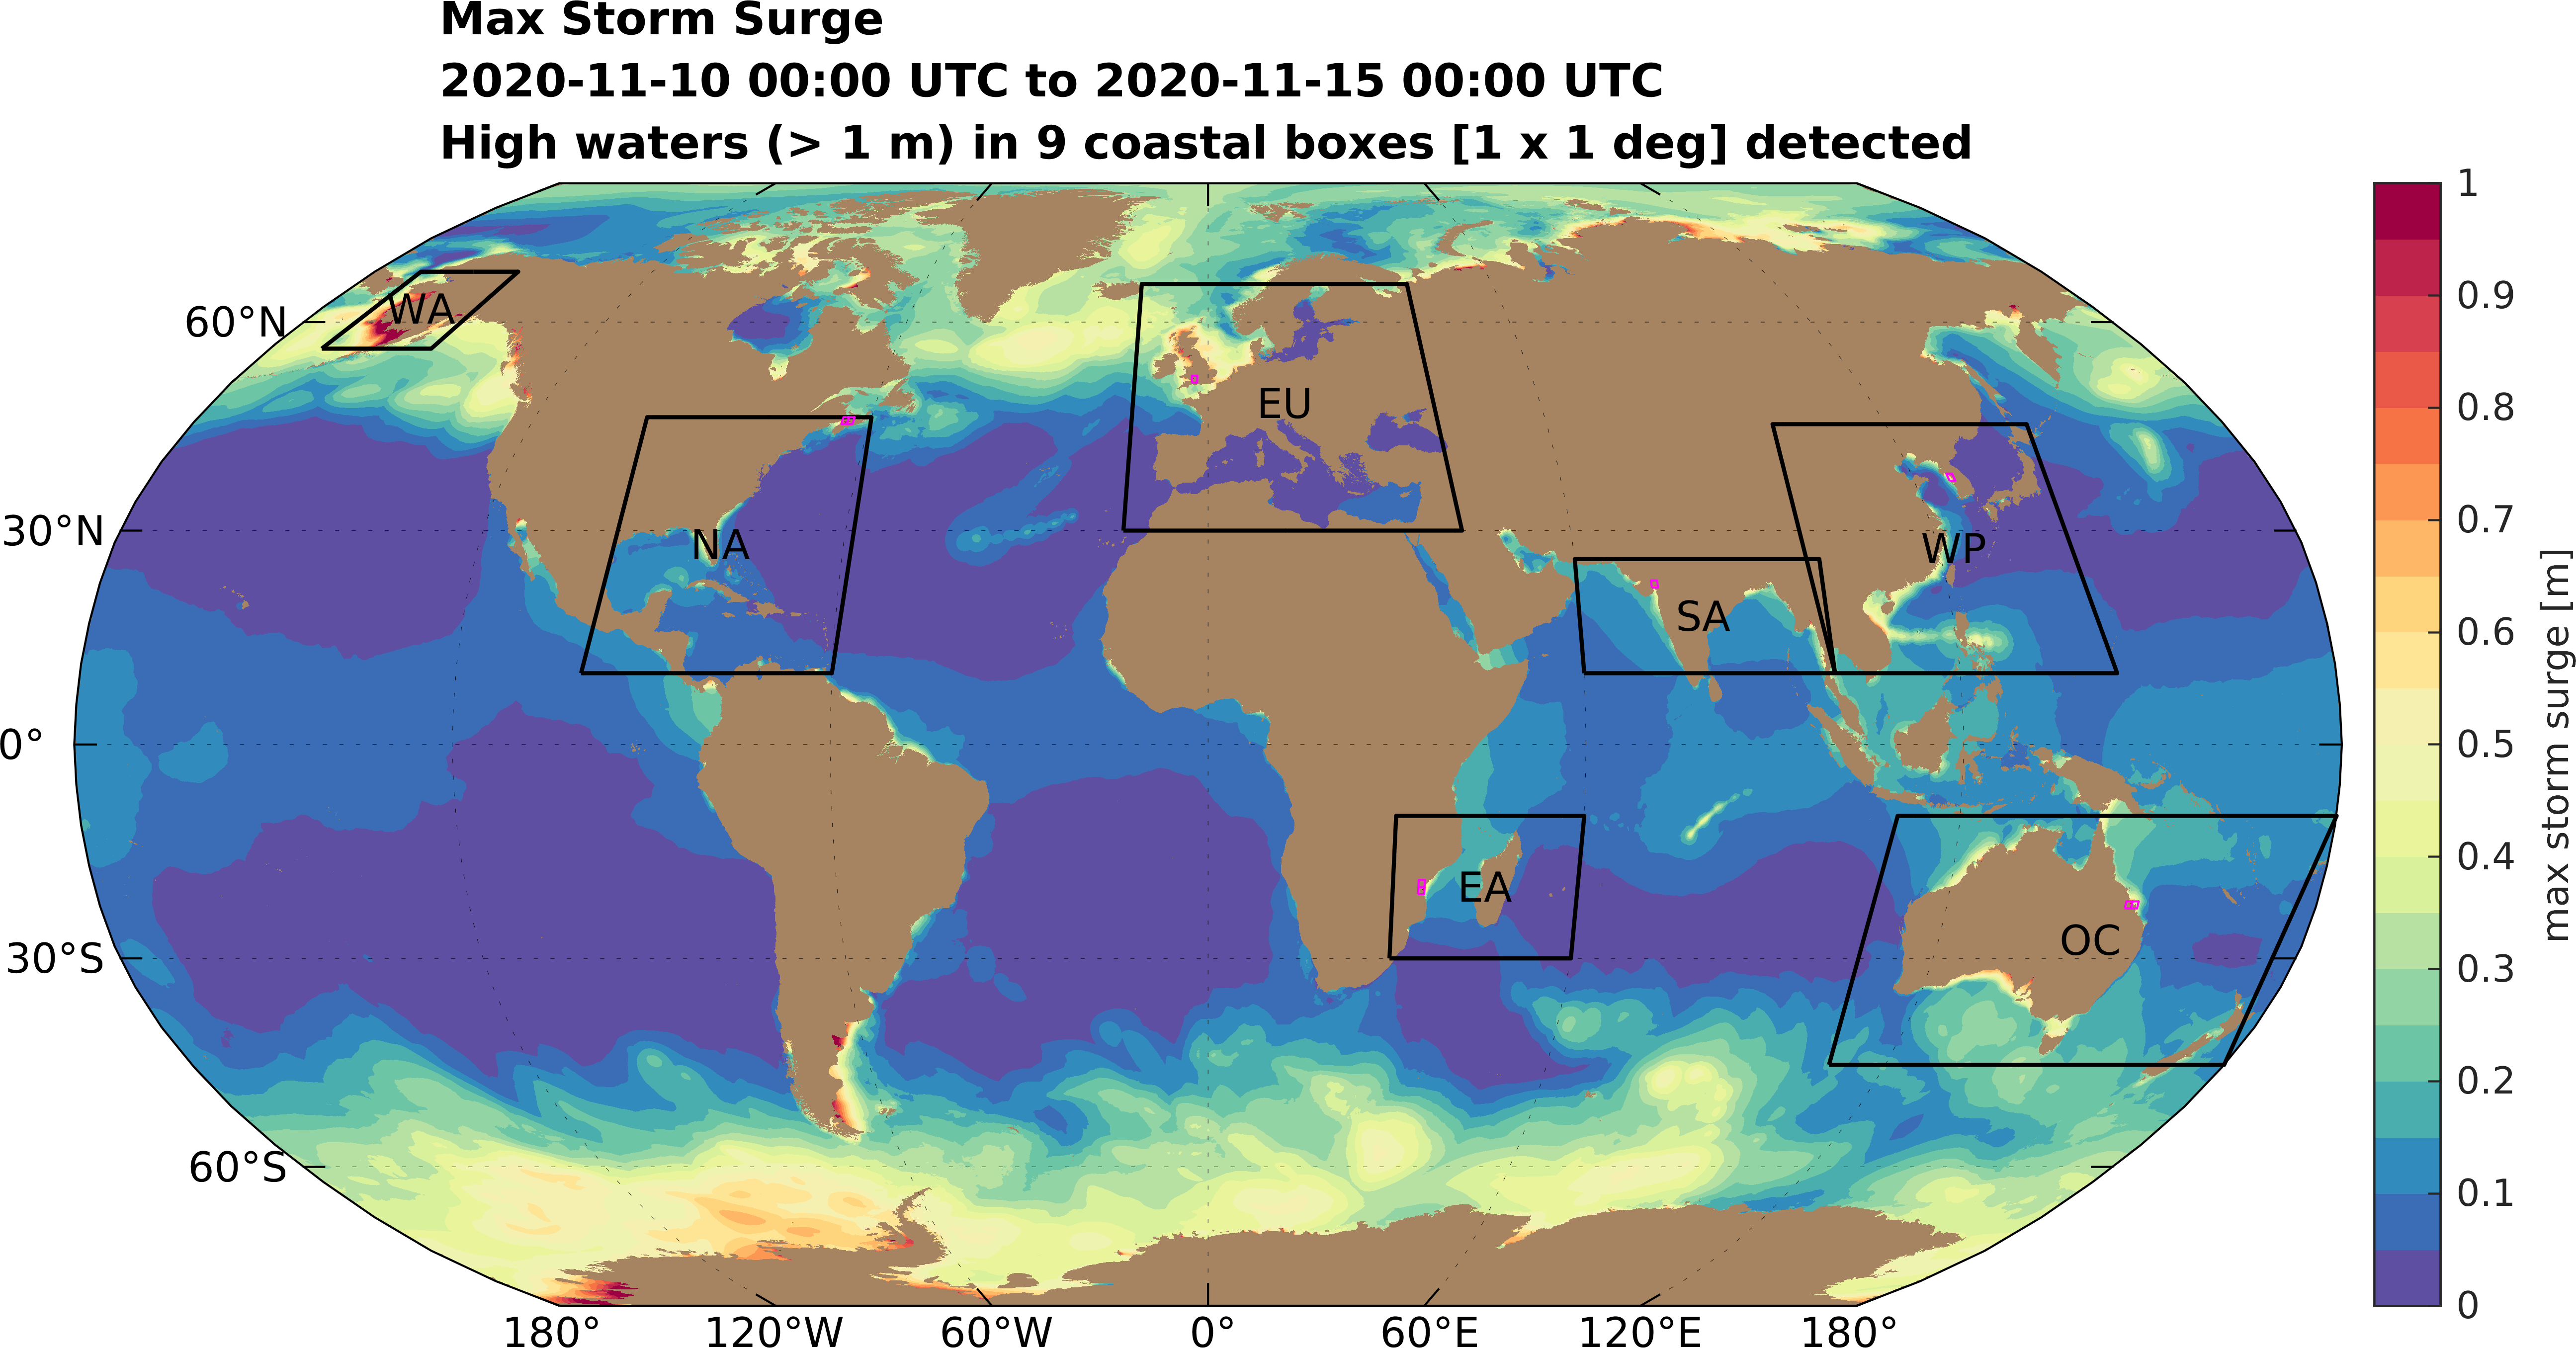 Max Storm Surge
2020-11-10 00:00 UTC to 2020-11-15 00:00 UTC
High waters (> 1 m) in 9 coastal boxes [1 x 1 deg] detected
60°N
30°N
0°
30°S
60°S
180°
120°W
60°W
0°
60°E
120°E
180°
WA
NA
EU
SA
WP
EA
OC
1
0.9
0.8
0.7
0.6
0.5
0.4
0.3
0.2
0.1
0
max storm surge [m]